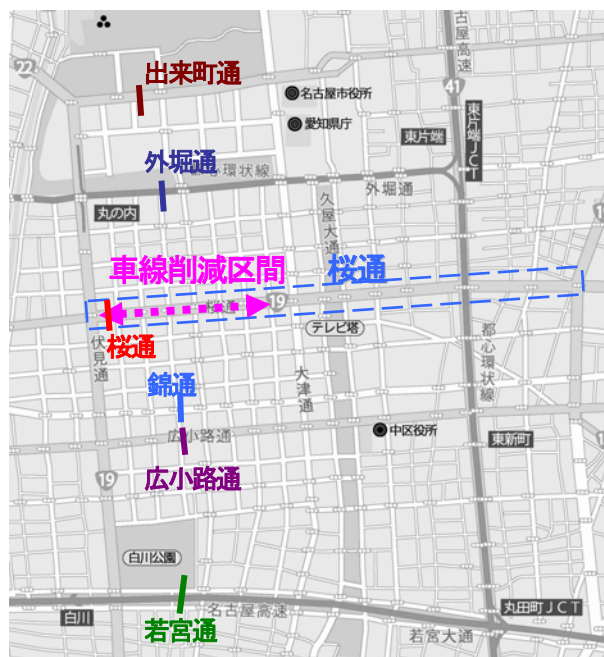 名古屋高速
22
出来町通
41
名古屋市役所
愛知県庁
東片端
東片端JCT
外堀通
都心環状線
外堀通
丸の内
久屋大通
車線削減区間
桜通
桜通
19
テレビ塔
桜通
伏見通
都心環状線
錦通
大津通
広小路通
中区役所
東新町
広小路通
19
白川公園
名古屋高速
丸田町JCT
白川
若宮通
若宮大通